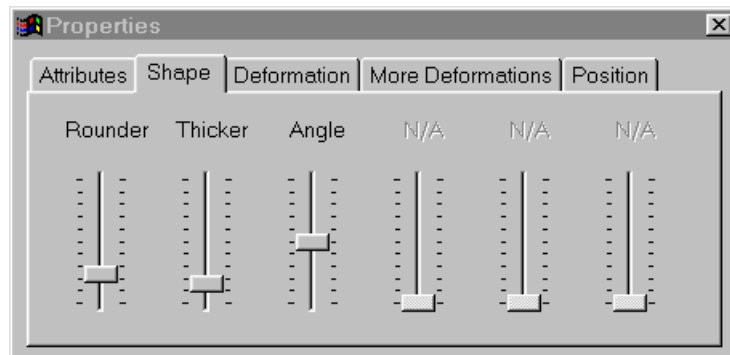 Properties
Attributes Shape Deformation More Deformations Position
Rounder Thicker Angle N/A N/A N/A